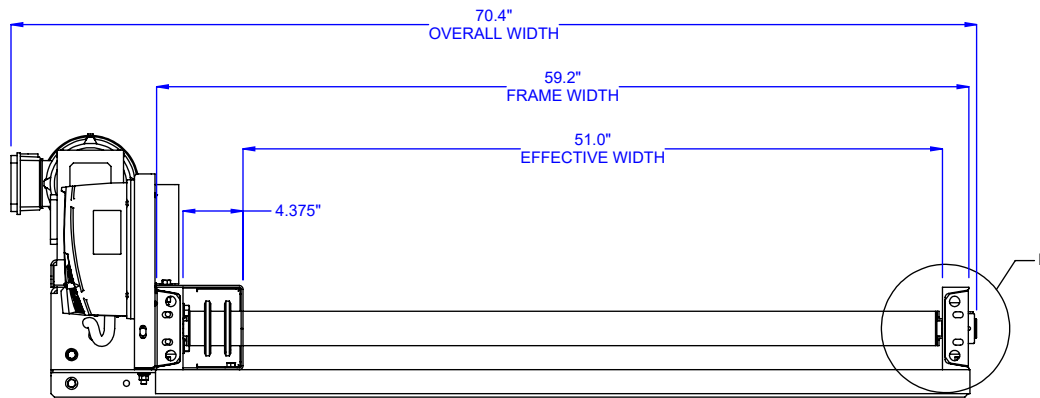 70.4"
OVERALL WIDTH
59.2"
FRAME WIDTH
51.0"
EFFECTIVE WIDTH
4.375"